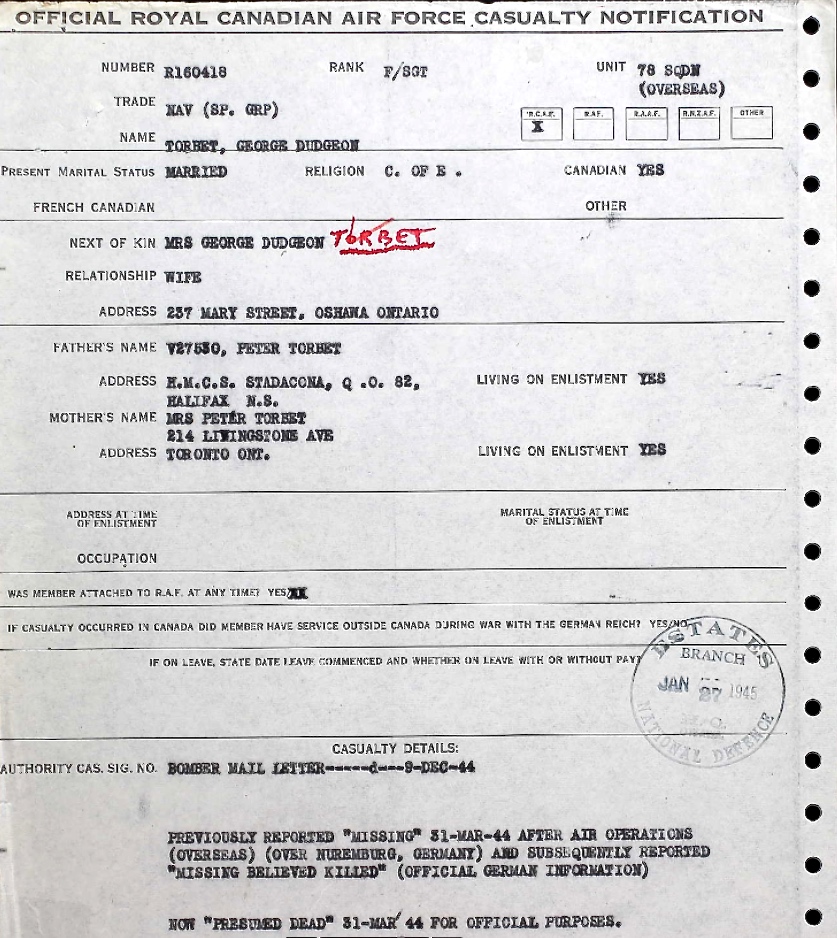 OFFICIAL ROYAL CANADIAN AIR FORCE CASUALTY NOTIFICATION
NUMBER R160418 RANK F/SGT UNIT 78 SQDN
(OVERSEAS)
TRADE NAV (SP. GRP)
R.C.A.F. R.A.F. R.A.A.F. R.N.Z.A.F. OTHER
X
NAME TORBET, GEORGE DUDGEON
PRESENT MARITAL STATUS MARRIED RELIGION C. OF E . CANADIAN YES
FRENCH CANADIAN OTHER
NEXT OF KIN MRS GEORGE DUDGEON TORBET
RELATIONSHIP WIFE
ADDRESS 237 MARY STREET, OSHAWA ONTARIO
FATHER'S NAME V27530, PETER TORBET
ADDRESS H.M.C.S. STADACONA, Q .O. 82, LIVING ON ENLISTMENT YES
HALIFAX N.S.
MOTHER'S NAME MRS PETER TORBET
214 LIVINGSTONE AVE
ADDRESS TORONTO ONT. LIVING ON ENLISTMENT YES
ADDRESS AT TIME OF ENLISTMENT MARITAL STATUS AT TIME OF ENLISTMENT
OCCUPATION
WAS MEMBER ATTACHED TO R.A.F. AT ANY TIME? YES/XX
IF CASUALTY OCCURRED IN CANADA DID MEMBER HAVE SERVICE OUTSIDE CANADA DURING WAR WITH THE GERMAN REICH? YES/NO
IF ON LEAVE, STATE DATE LEAVE COMMENCED AND WHETHER ON LEAVE WITH OR WITHOUT PAY?
ESTATES
BRANCH
JAN 27 1945
NATIONAL DEFENCE
CASUALTY DETAILS:
AUTHORITY CAS. SIG. NO. BOMBER MAIL LETTER-----d---9-DEC-44
PREVIOUSLY REPORTED "MISSING" 31-MAR-44 AFTER AIR OPERATIONS
(OVERSEAS) (OVER NUREMBURG, GERMANY) AND SUBSEQUENTLY REPORTED
"MISSING BELIEVED KILLED" (OFFICIAL GERMAN INFORMATION)
NOW "PRESUMED DEAD" 31-MAR 44 FOR OFFICIAL PURPOSES.